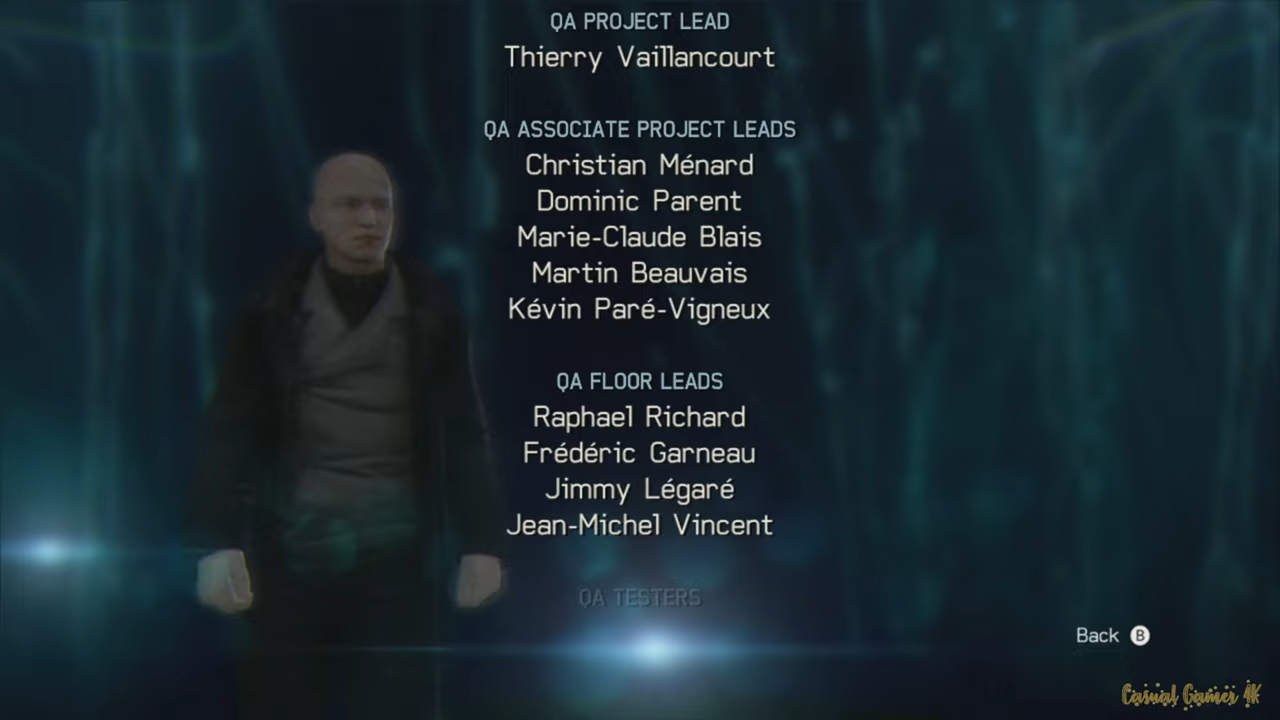 QA PROJECT LEAD
Thierry Vaillancourt
QA ASSOCIATE PROJECT LEADS
Christian Ménard
Dominic Parent
Marie-Claude Blais
Martin Beauvais
Kévin Paré-Vigneux
QA FLOOR LEADS
Raphael Richard
Frédéric Garneau
Jimmy Légaré
Jean-Michel Vincent
QA TESTERS
Back B
Casual Gamer 4K